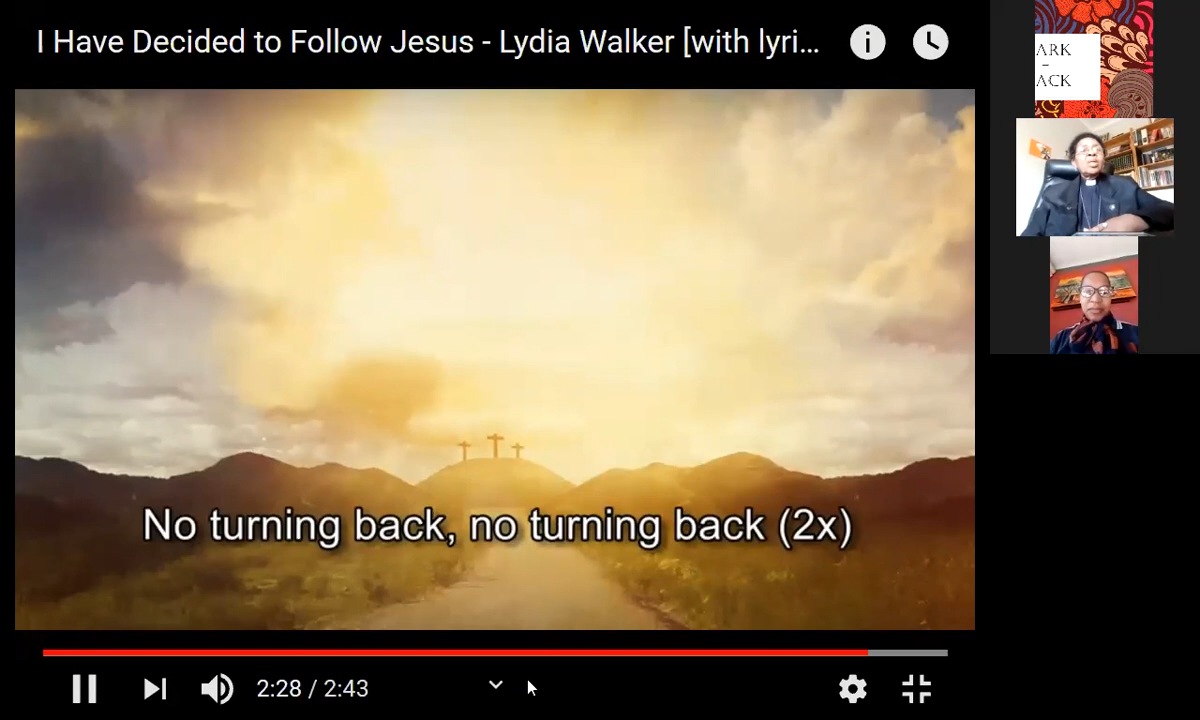 I Have Decided to Follow Jesus - Lydia Walker [with lyri...
ARK
-
ACK
No turning back, no turning back (2x)
2:28 / 2:43